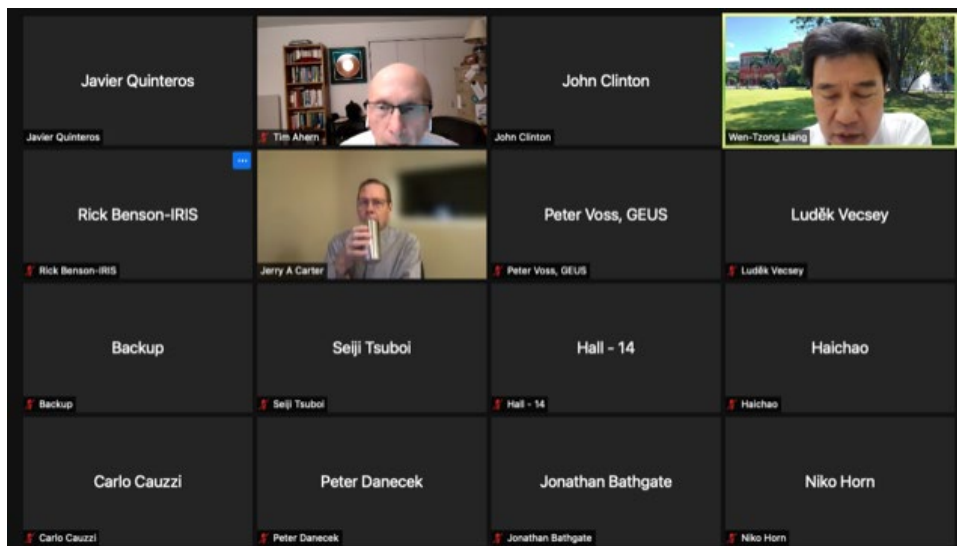 Javier Quinteros
John Clinton
Javier Quinteros
Tim Ahern
John Clinton
Wen-Tzong Liang
Rick Benson-IRIS
Peter Voss, GEUS
Luděk Vecsey
Rick Benson-IRIS
Jerry A Carter
Peter Voss, GEUS
Luděk Vecsey
Backup
Seiji Tsuboi
Hall - 14
Haichao
Backup
Seiji Tsuboi
Hall - 14
Haichao
Carlo Cauzzi
Peter Danecek
Jonathan Bathgate
Niko Horn
Carlo Cauzzi
Peter Danecek
Jonathan Bathgate
Niko Horn